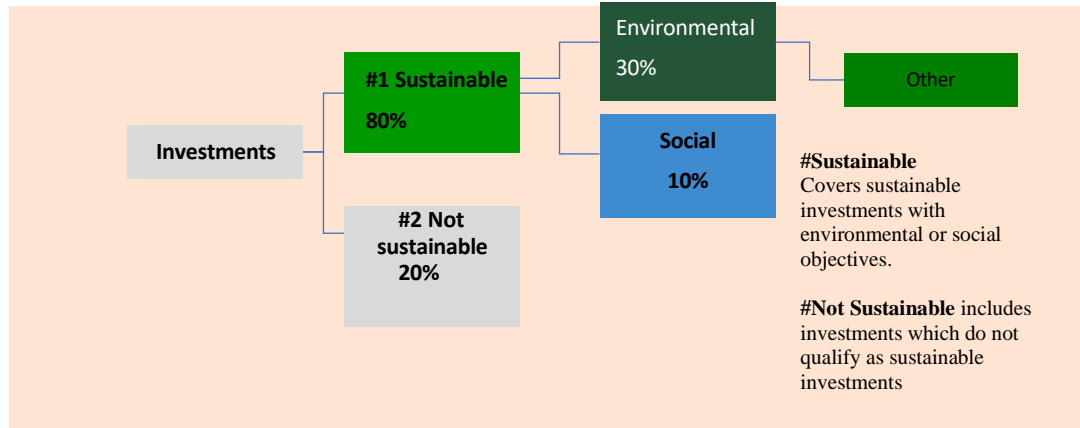 Environmental
30%
Other
#1 Sustainable
80%
Investments
Social
10%
#2 Not
sustainable
20%
#Sustainable
Covers sustainable
investments with
environmental or social
objectives.
#Not Sustainable includes
investments which do not
qualify as sustainable
investments